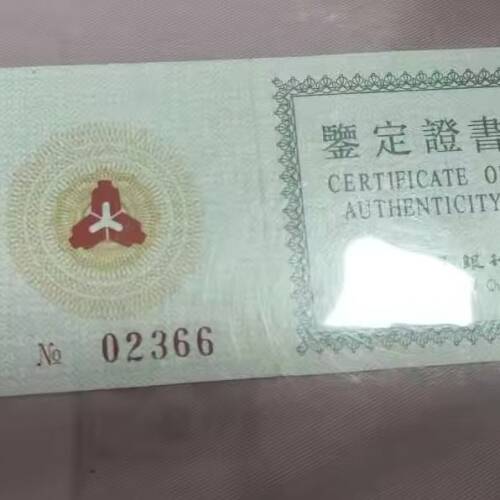 鑒定證書
CERTIFICATE O
AUTHENTICITY
№ 02366